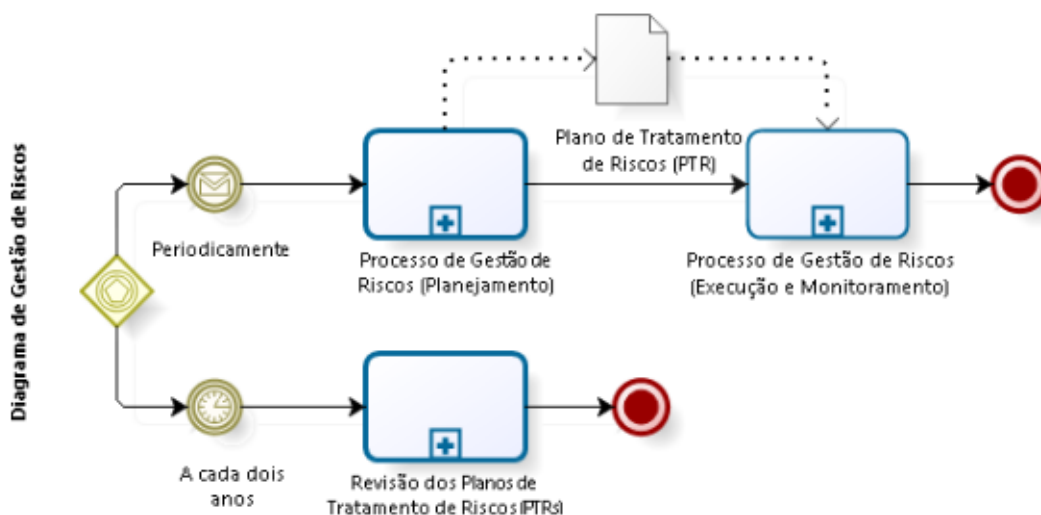 Diagrama de Gestão de Riscos
Plano de Tratamento
de Riscos (PTR)
Periodicamente
Processo de Gestão de
Riscos (Planejamento)
Processo de Gestão de Riscos
(Execução e Monitoramento)
A cada dois
anos
Revisão dos Planos de
Tratamento de Riscos (PTRs)